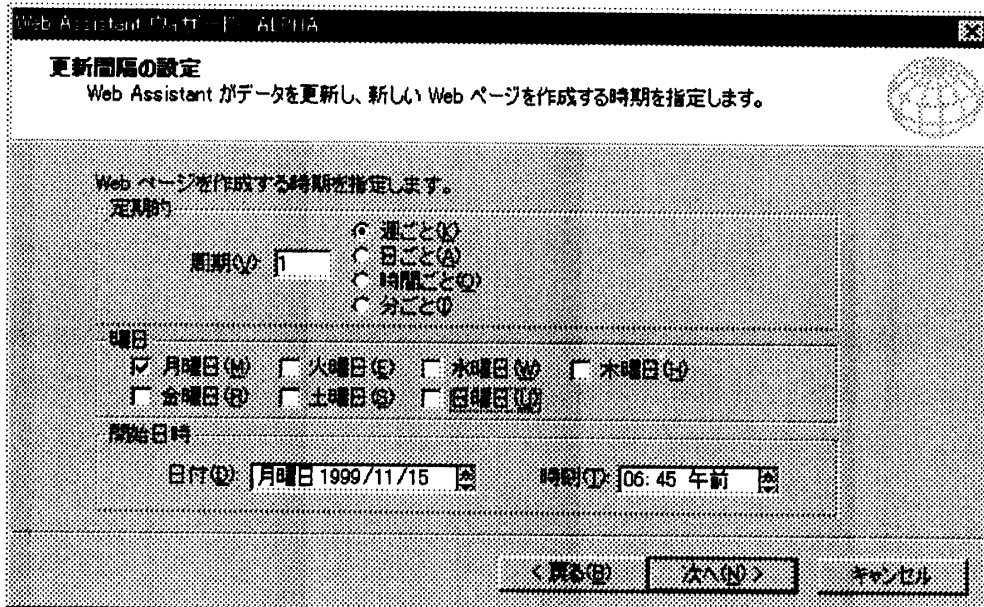 Web Assistant ウィザード - ALPHA
更新間隔の設定
Web Assistant がデータを更新し、新しい Web ページを作成する時期を指定します。
Web ページを作成する時期を指定します。
定期的
周期(V): 1
週ごと(K)
日ごと(A)
時間ごと(O)
分ごと(I)
曜日
月曜日(M) 火曜日(E) 水曜日(W) 木曜日(H)
金曜日(R) 土曜日(S) 日曜日(U)
開始日時
日付(D): 月曜日 1999/11/15 時刻(T): 06:45 午前
< 戻る(B) 次へ(N) > キャンセル